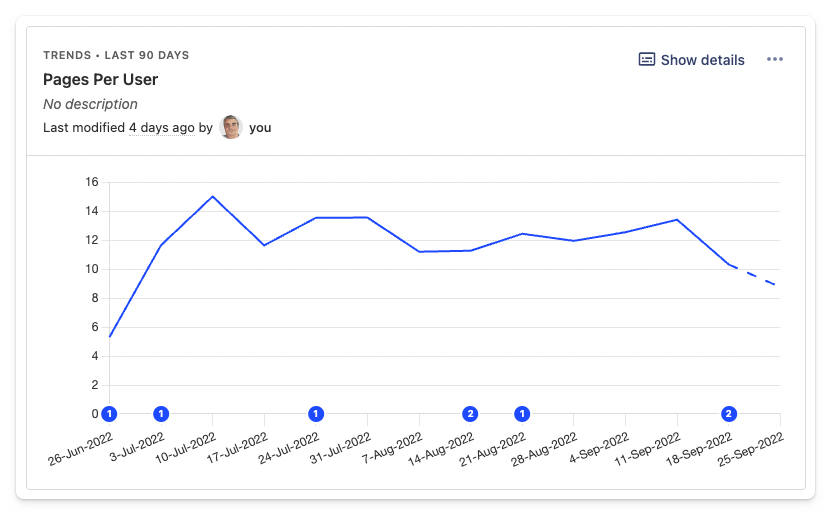 TRENDS • LAST 90 DAYS
Show details
Pages Per User
No description
Last modified 4 days ago by you
16
14
12
10
8
6
4
2
0
1 1 1 2 1 2
26-Jun-2022 3-Jul-2022 10-Jul-2022 17-Jul-2022 24-Jul-2022 31-Jul-2022 7-Aug-2022 14-Aug-2022 21-Aug-2022 28-Aug-2022 4-Sep-2022 11-Sep-2022 18-Sep-2022 25-Sep-2022